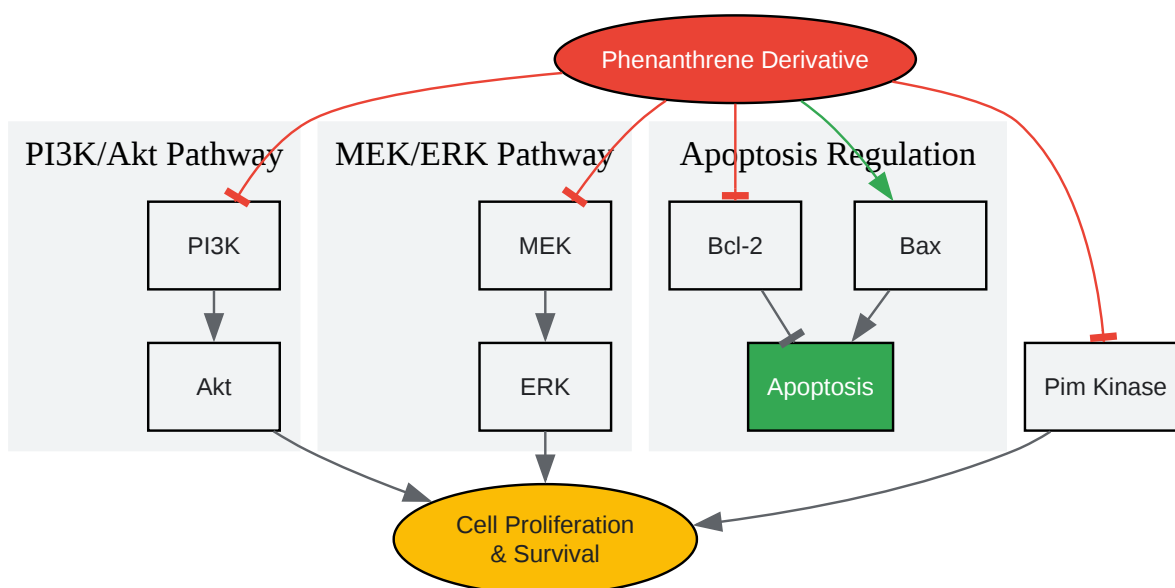 Phenanthrene Derivative
PI3K/Akt Pathway
MEK/ERK Pathway
Apoptosis Regulation
PI3K
MEK
Bcl-2
Bax
Akt
ERK
Apoptosis
Pim Kinase
Cell Proliferation
& Survival